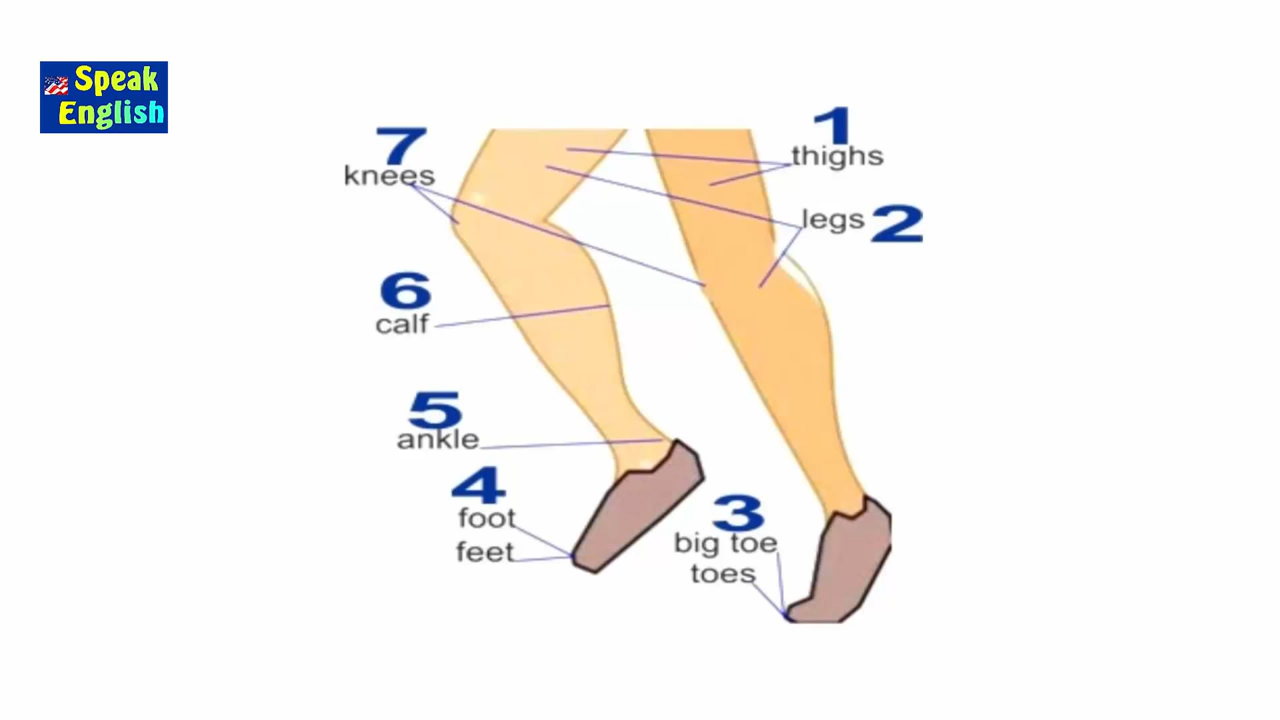 Speak
English
7
knees
1
thighs
legs 2
6
calf
5
ankle
4
foot
feet
3
big toe
toes